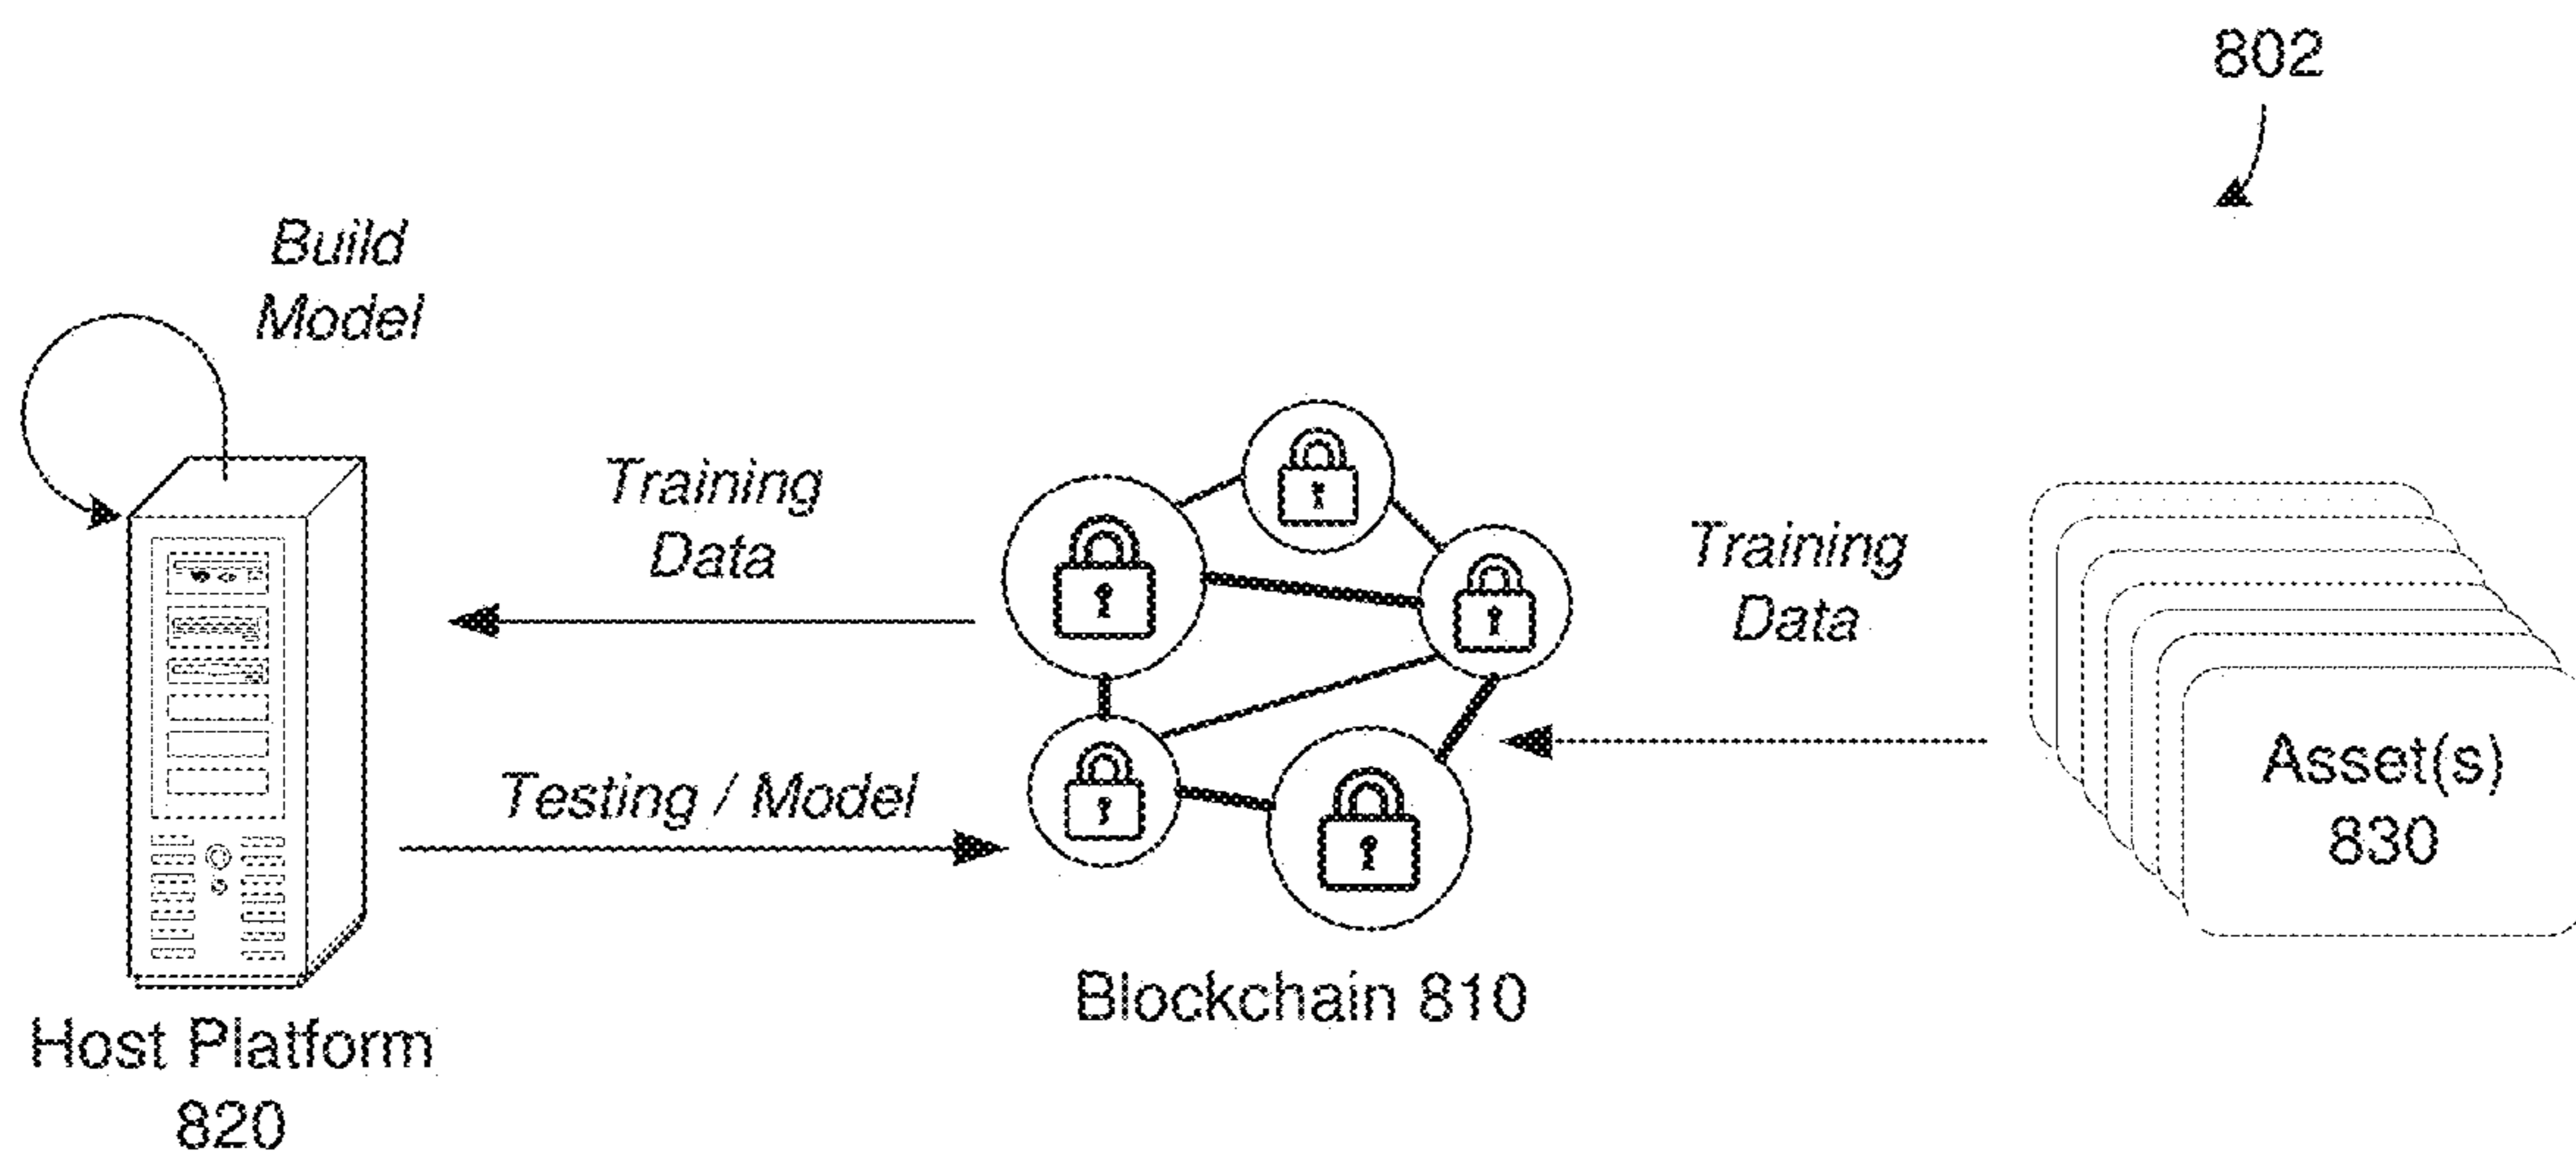 802
Build
Model
Training
Data
Training
Data
Testing / Model
Asset(s)
830
Blockchain 810
Host Platform
820